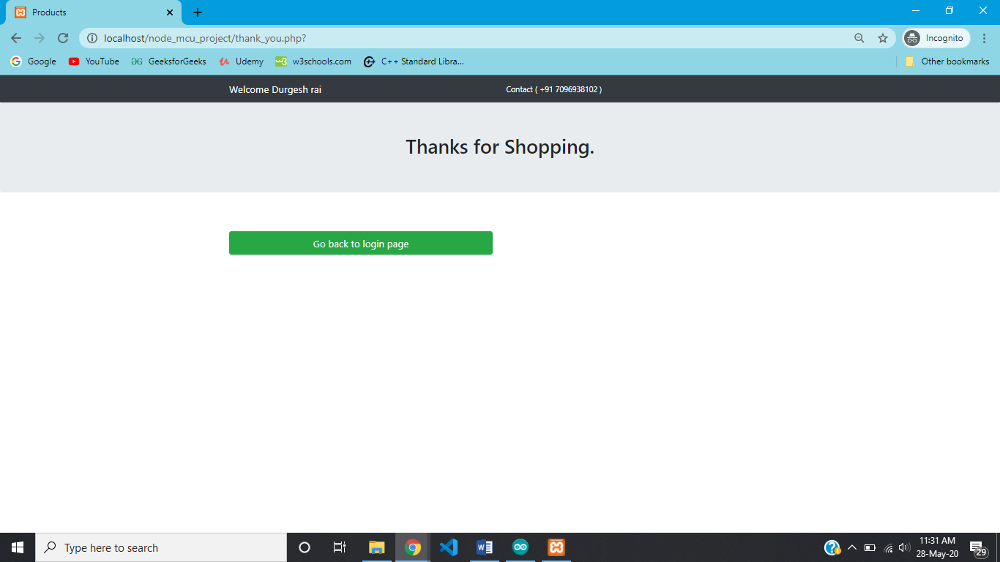 Products
localhost/node_mcu_project/thank_you.php?
Incognito
Google YouTube GeeksforGeeks Udemy w3schools.com C++ Standard Libra... Other bookmarks
Welcome Durgesh rai Contact ( +91 7096938102 )
Thanks for Shopping.
Go back to login page
Type here to search
11:31 AM
28-May-20
29